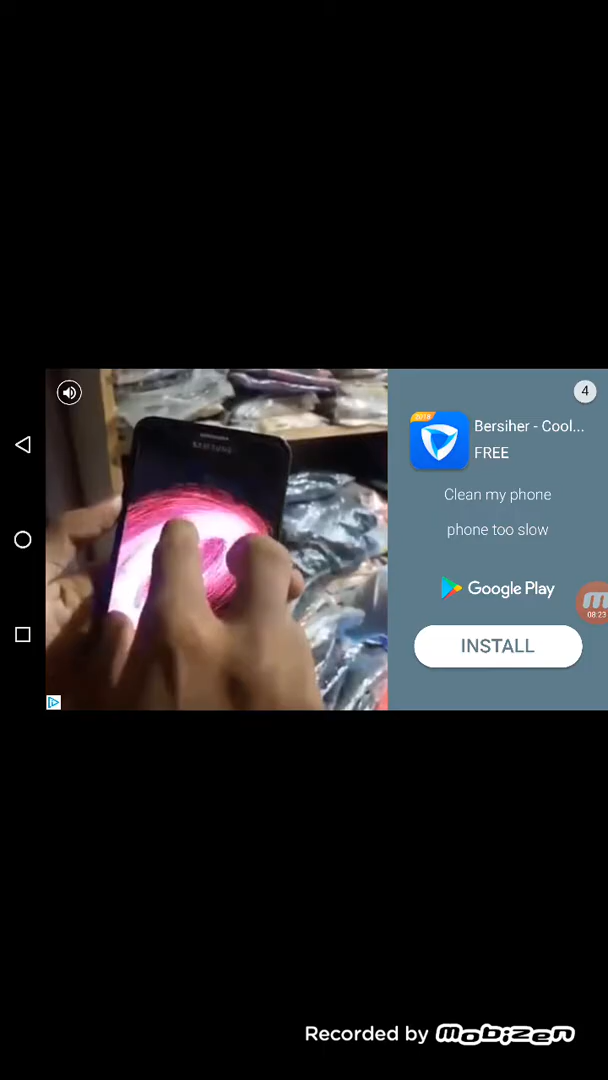 SAMSUNG
4
2018
Bersiher - Cool...
FREE
Clean my phone
phone too slow
Google Play
08:23
INSTALL
Recorded by mobizen